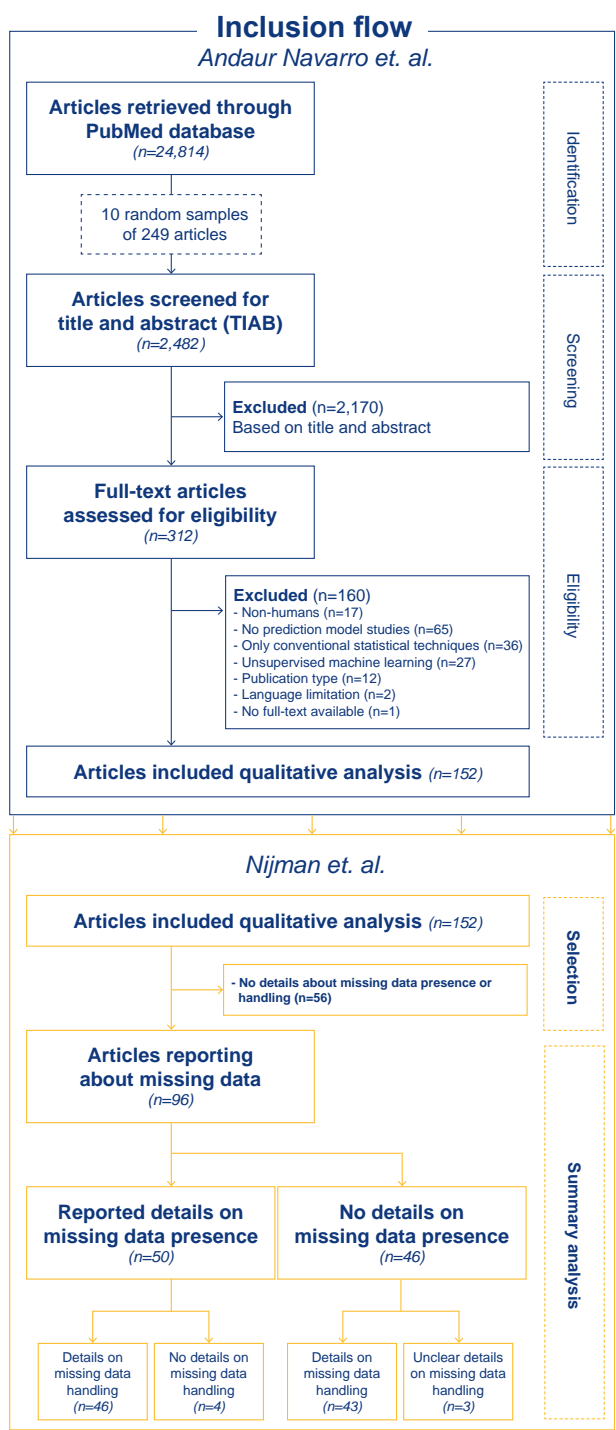 Inclusion flow
Andaur Navarro et. al.
Articles retrieved through
PubMed database
(n=24,814)
Identification
10 random samples
of 249 articles
Articles screened for
title and abstract (TIAB)
(n=2,482)
Screening
Excluded (n=2,170)
Based on title and abstract
Full-text articles
assessed for eligibility
(n=312)
Eligibility
Excluded (n=160)
- Non-humans (n=17)
- No prediction model studies (n=65)
- Only conventional statistical techniques (n=36)
- Unsupervised machine learning (n=27)
- Publication type (n=12)
- Language limitation (n=2)
- No full-text available (n=1)
Articles included qualitative analysis (n=152)
Nijman et. al.
Articles included qualitative analysis (n=152)
Selection
- No details about missing data presence or
handling (n=56)
Articles reporting
about missing data
(n=96)
Summary analysis
Reported details on
missing data presence
(n=50)
No details on
missing data presence
(n=46)
Details on
missing data
handling
(n=46)
No details on
missing data
handling
(n=4)
Details on
missing data
handling
(n=43)
Unclear details
on missing data
handling
(n=3)